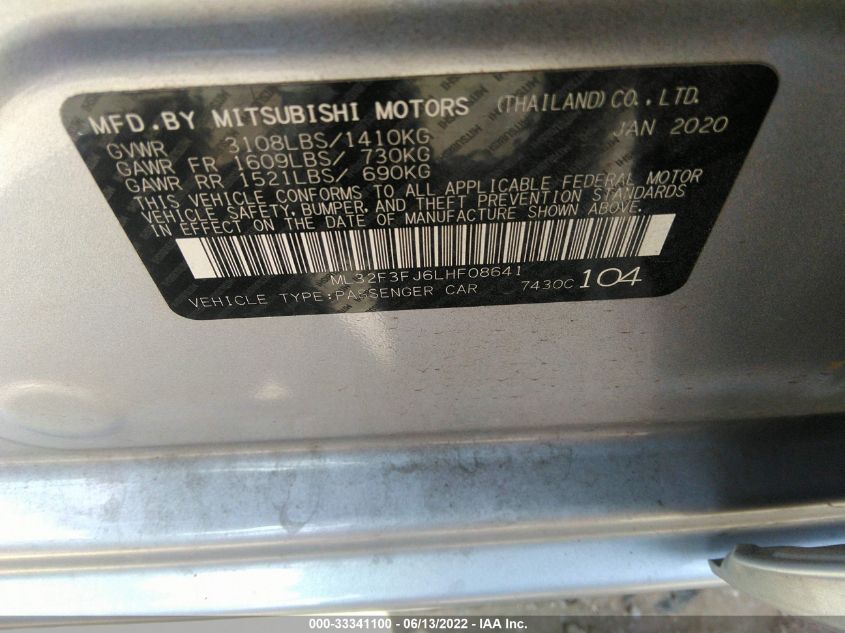 MFD.BY MITSUBISHI MOTORS (THAILAND) CO.,LTD.
GVWR 3108LBS/1410KG JAN 2020
GAWR FR 1609LBS/ 730KG
GAWR RR 1521LBS/ 690KG
THIS VEHICLE CONFORMS TO ALL APPLICABLE FEDERAL MOTOR
VEHICLE SAFETY, BUMPER, AND THEFT PREVENTION STANDARDS
IN EFFECT ON THE DATE OF MANUFACTURE SHOWN ABOVE.
ML32F3FJ6LHF08641
VEHICLE TYPE:PASSENGER CAR 7430C 104
000-33341100 - 06/13/2022 - IAA Inc.